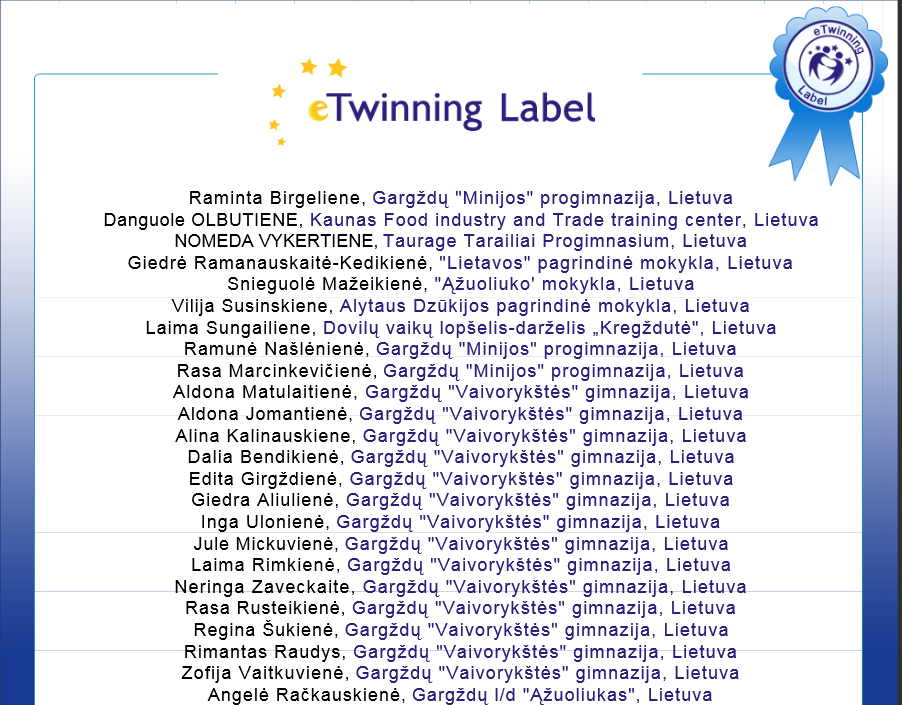 eTwinning Label
eTwinning
Label
Raminta Birgeliene, Gargždų "Minijos" progimnazija, Lietuva
Danguole OLBUTIENE, Kaunas Food industry and Trade training center, Lietuva
NOMEDA VYKERTIENE, Taurage Tarailiai Progimnasium, Lietuva
Giedrė Ramanauskaitė-Kedikienė, "Lietavos" pagrindinė mokykla, Lietuva
Snieguolė Mažeikienė, "Ąžuoliuko' mokykla, Lietuva
Vilija Susinskiene, Alytaus Dzūkijos pagrindinė mokykla, Lietuva
Laima Sungailiene, Dovilų vaikų lopšelis-darželis „Kregždutė", Lietuva
Ramunė Našlėnienė, Gargždų "Minijos" progimnazija, Lietuva
Rasa Marcinkevičienė, Gargždų "Minijos" progimnazija, Lietuva
Aldona Matulaitienė, Gargždų "Vaivorykštės" gimnazija, Lietuva
Aldona Jomantienė, Gargždų "Vaivorykštės" gimnazija, Lietuva
Alina Kalinauskiene, Gargždų "Vaivorykštės" gimnazija, Lietuva
Dalia Bendikienė, Gargždų "Vaivorykštės" gimnazija, Lietuva
Edita Girgždienė, Gargždų "Vaivorykštės" gimnazija, Lietuva
Giedra Aliulienė, Gargždų "Vaivorykštės" gimnazija, Lietuva
Inga Ulonienė, Gargždų "Vaivorykštės" gimnazija, Lietuva
Jule Mickuvienė, Gargždų "Vaivorykštės" gimnazija, Lietuva
Laima Rimkienė, Gargždų "Vaivorykštės" gimnazija, Lietuva
Neringa Zaveckaite, Gargždų "Vaivorykštės" gimnazija, Lietuva
Rasa Rusteikienė, Gargždų "Vaivorykštės" gimnazija, Lietuva
Regina Šukienė, Gargždų "Vaivorykštės" gimnazija, Lietuva
Rimantas Raudys, Gargždų "Vaivorykštės" gimnazija, Lietuva
Zofija Vaitkuvienė, Gargždų "Vaivorykštės" gimnazija, Lietuva
Angelė Račkauskienė, Gargždų l/d "Ąžuoliukas", Lietuva